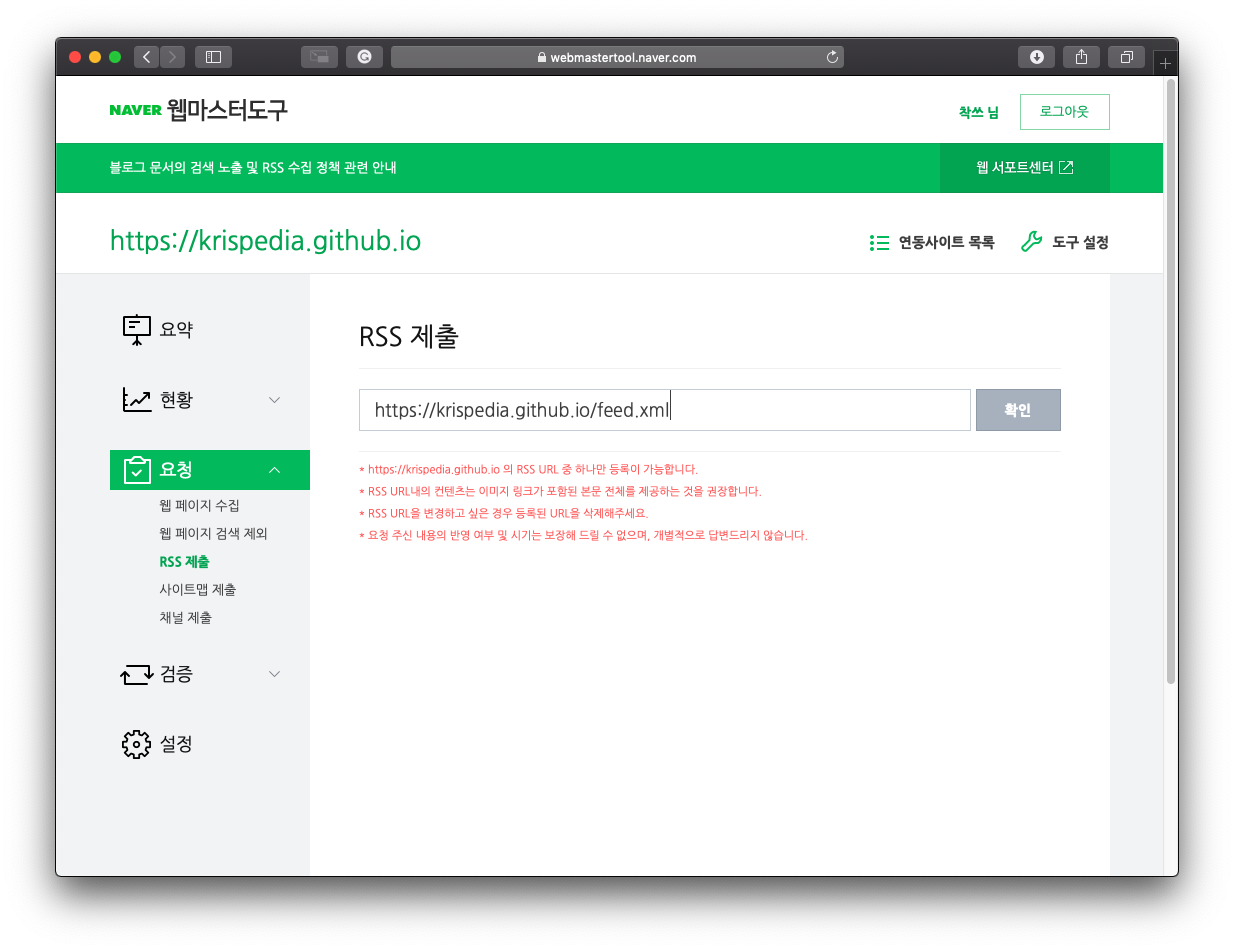 webmastertool.naver.com
NAVER 웹마스터도구
착쓰 님
로그아웃
블로그 문서의 검색 노출 및 RSS 수집 정책 관련 안내
웹 서포트센터
https://krispedia.github.io
연동사이트 목록
도구 설정
요약
현황
요청
웹 페이지 수집
웹 페이지 검색 제외
RSS 제출
사이트맵 제출
채널 제출
검증
설정
RSS 제출
https://krispedia.github.io/feed.xml
확인
* https://krispedia.github.io 의 RSS URL 중 하나만 등록이 가능합니다.
* RSS URL내의 컨텐츠는 이미지 링크가 포함된 본문 전체를 제공하는 것을 권장합니다.
* RSS URL을 변경하고 싶은 경우 등록된 URL을 삭제해주세요.
* 요청 주신 내용의 반영 여부 및 시기는 보장해 드릴 수 없으며, 개별적으로 답변드리지 않습니다.